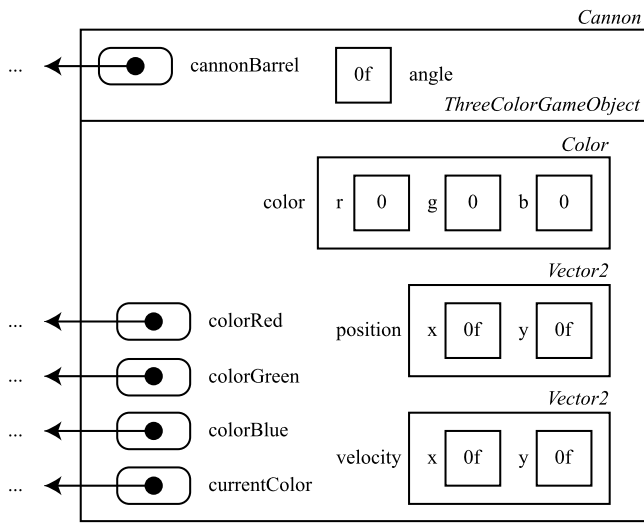 Cannon
... cannonBarrel 0f angle
ThreeColorGameObject
Color
color r 0 g 0 b 0
Vector2
... colorRed
position x 0f y 0f
... colorGreen
Vector2
... colorBlue
velocity x 0f y 0f
... currentColor